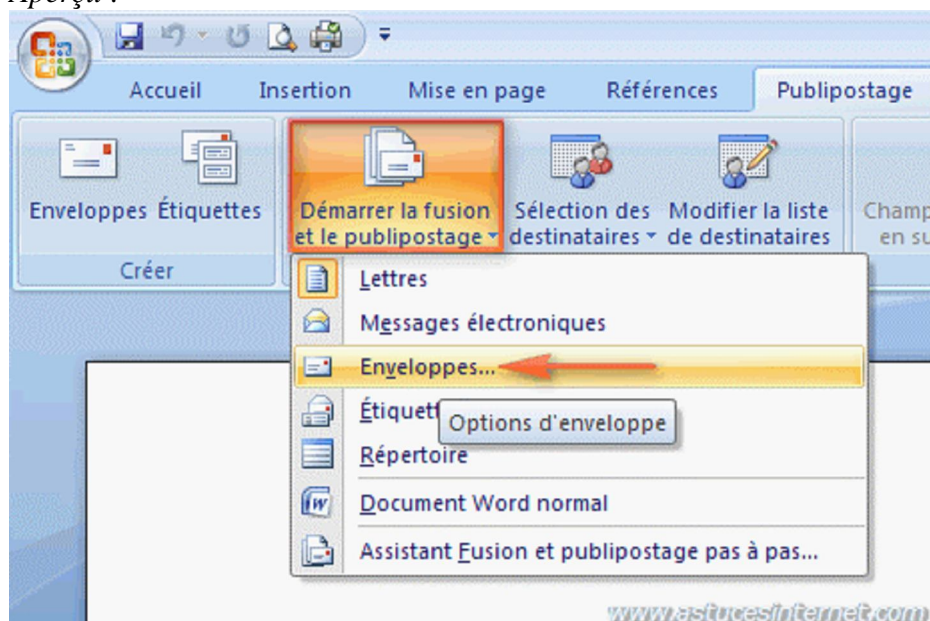 Aperçu :
Accueil Insertion Mise en page Références Publipostage
Enveloppes Étiquettes
Démarrer la fusion
et le publipostage
Sélection des
destinataires
Modifier la liste
de destinataires
Créer
Lettres
Messages électroniques
Enveloppes...
Options d'enveloppe
Répertoire
Document Word normal
Assistant Fusion et publipostage pas à pas...
www.astucesinternet.com